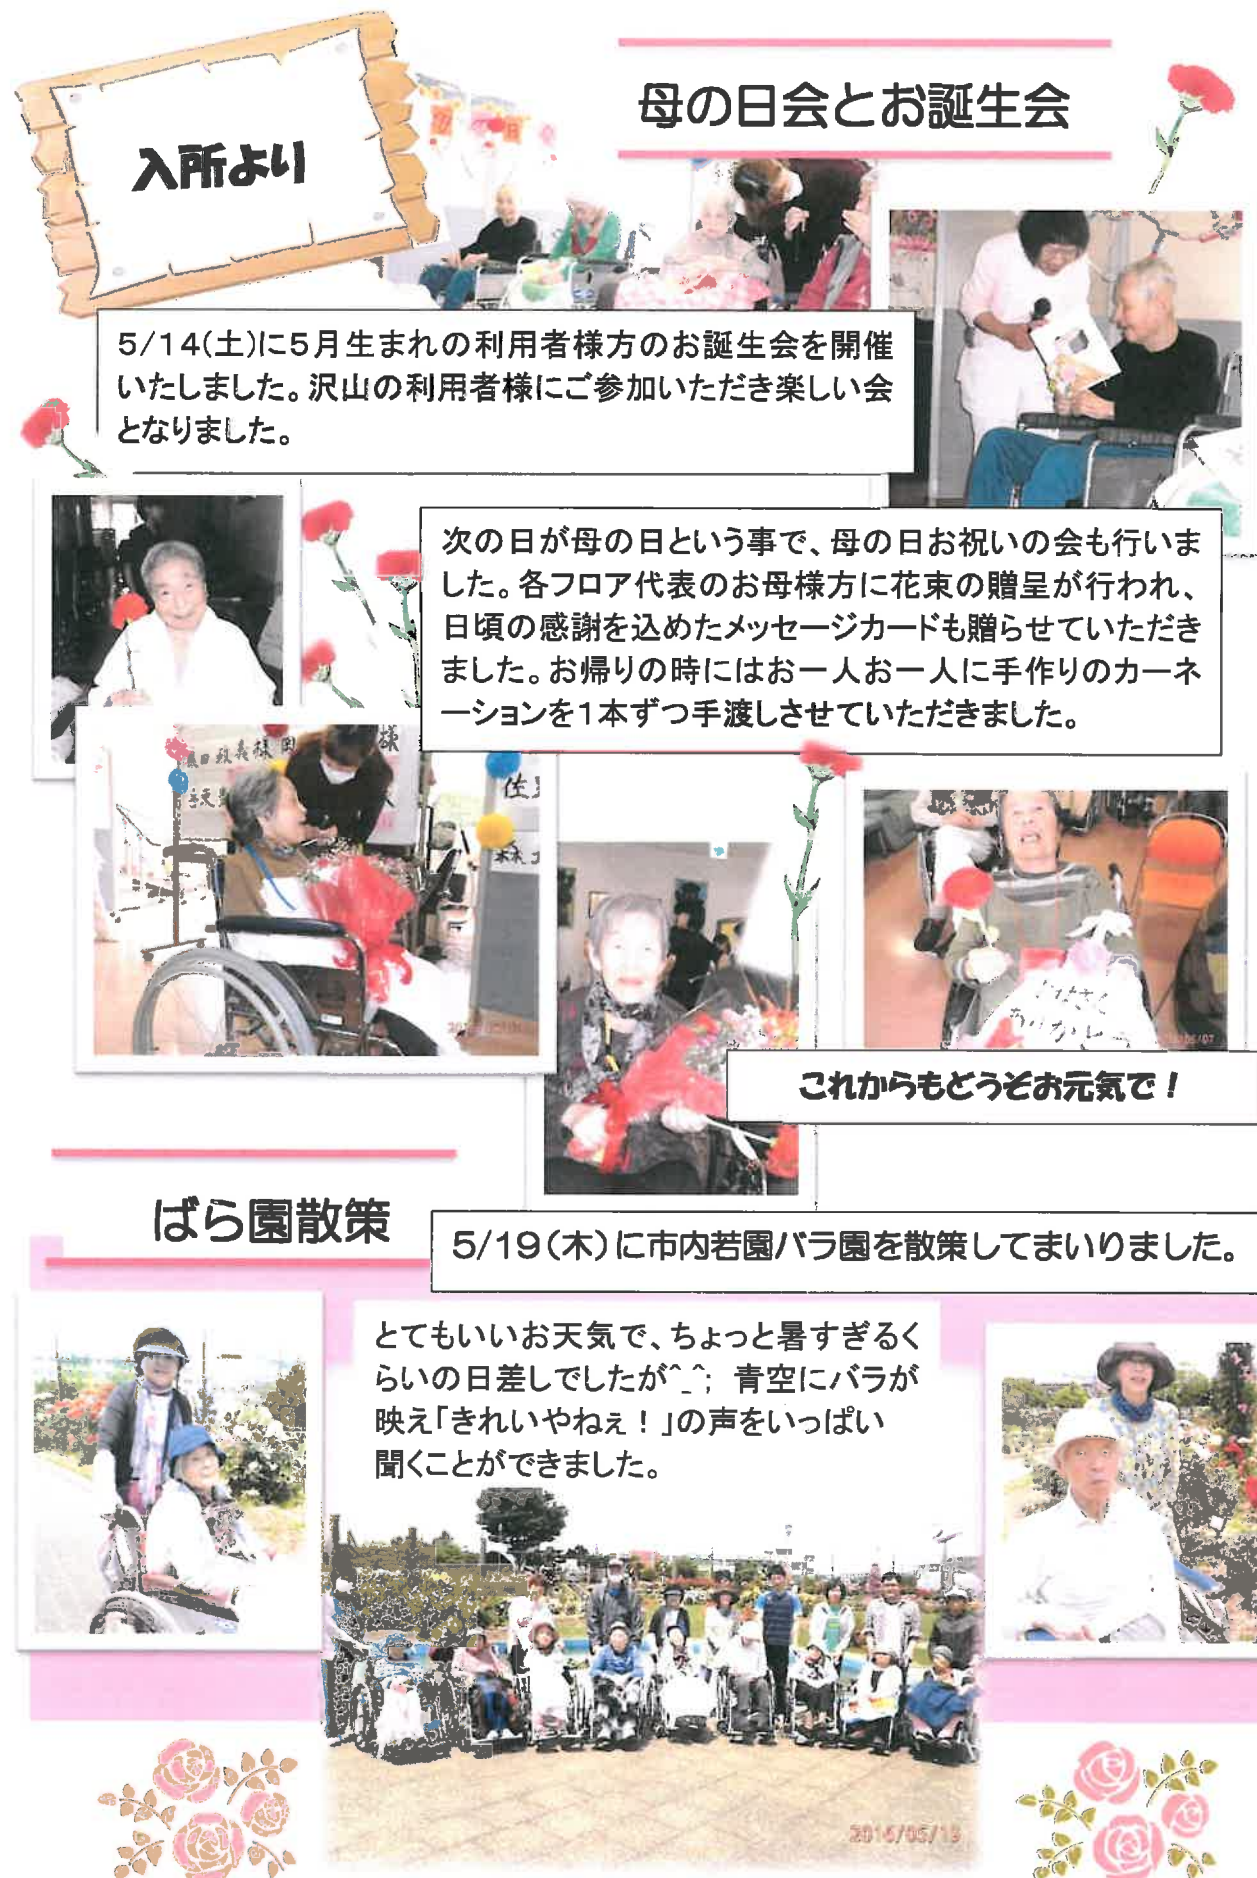 入所より
母の日会とお誕生会
5/14(土)に5月生まれの利用者様方のお誕生会を開催
いたしました。沢山の利用者様にご参加いただき楽しい会
となりました。
次の日が母の日という事で、母の日お祝いの会も行いま
した。各フロア代表のお母様方に花束の贈呈が行われ、
日頃の感謝を込めたメッセージカードも贈らせていただき
ました。お帰りの時にはお一人お一人に手作りのカーネ
ーションを1本ずつ手渡しさせていただきました。
様
佐
森
これからもどうぞお元気で!
ばら園散策
5/19(木)に市内若園バラ園を散策してまいりました。
とてもいいお天気で、ちょっと暑すぎるく
らいの日差しでしたが^_^; 青空にバラが
映え「きれいやねぇ!」の声をいっぱい
聞くことができました。
2016/05/19